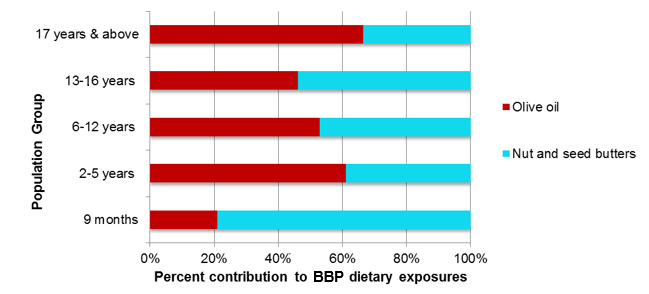 17 years & above
13-16 years
6-12 years
2-5 years
9 months
Population Group
0% 20% 40% 60% 80% 100%
Percent contribution to BBP dietary exposures
Olive oil
Nut and seed butters